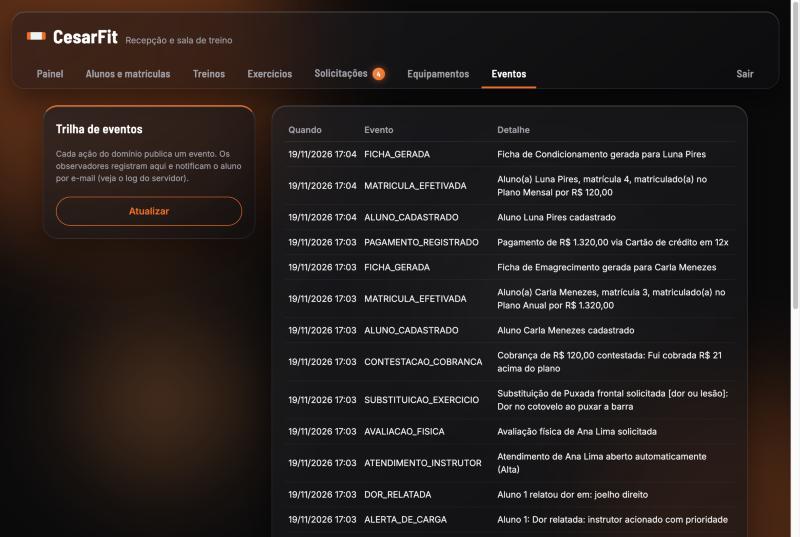 CesarFit Recepção e sala de treino
Painel Alunos e matrículas Treinos Exercícios Solicitações 4 Equipamentos Eventos Sair
Trilha de eventos
Cada ação do domínio publica um evento. Os
observadores registram aqui e notificam o aluno
por e-mail (veja o log do servidor).
Atualizar
Quando Evento Detalhe
19/11/2026 17:04 FICHA_GERADA Ficha de Condicionamento gerada para Luna Pires
19/11/2026 17:04 MATRICULA_EFETIVADA Aluno(a) Luna Pires, matrícula 4, matriculado(a) no
Plano Mensal por R$ 120,00
19/11/2026 17:04 ALUNO_CADASTRADO Aluno Luna Pires cadastrado
19/11/2026 17:03 PAGAMENTO_REGISTRADO Pagamento de R$ 1.320,00 via Cartão de crédito em 12x
19/11/2026 17:03 FICHA_GERADA Ficha de Emagrecimento gerada para Carla Menezes
19/11/2026 17:03 MATRICULA_EFETIVADA Aluno(a) Carla Menezes, matrícula 3, matriculado(a) no
Plano Anual por R$ 1.320,00
19/11/2026 17:03 ALUNO_CADASTRADO Aluno Carla Menezes cadastrado
19/11/2026 17:03 CONTESTACAO_COBRANCA Cobrança de R$ 120,00 contestada: Fui cobrada R$ 21
acima do plano
19/11/2026 17:03 SUBSTITUICAO_EXERCICIO Substituição de Puxada frontal solicitada [dor ou lesão]:
Dor no cotovelo ao puxar a barra
19/11/2026 17:03 AVALIACAO_FISICA Avaliação física de Ana Lima solicitada
19/11/2026 17:03 ATENDIMENTO_INSTRUTOR Atendimento de Ana Lima aberto automaticamente
(Alta)
19/11/2026 17:03 DOR_RELATADA Aluno 1 relatou dor em: joelho direito
19/11/2026 17:03 ALERTA_DE_CARGA Aluno 1: Dor relatada: instrutor acionado com prioridade